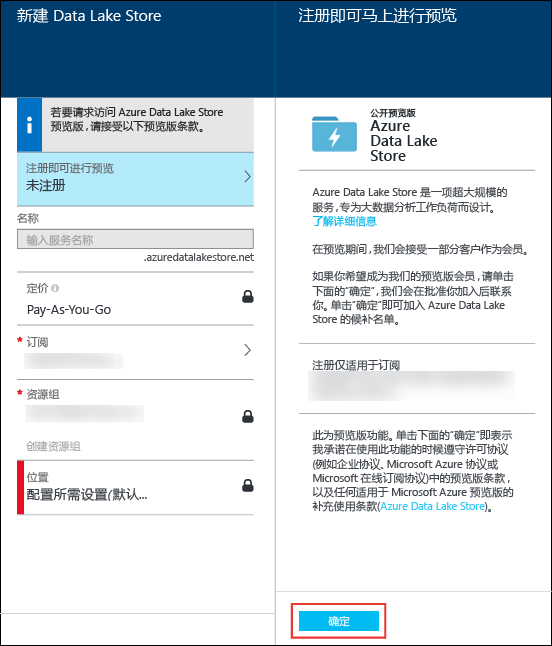 新建 Data Lake Store
若要请求访问 Azure Data Lake Store
预览版，请接受以下预览版条款。
注册即可进行预览
未注册
名称
输入服务名称
.azuredatalakestore.net
定价
Pay-As-You-Go
* 订阅
* 资源组
创建资源组
位置
配置所需设置(默认...
注册即可马上进行预览
公开预览版
Azure
Data Lake
Store
Azure Data Lake Store 是一项超大规模的
服务，专为大数据分析工作负荷而设计。
了解详细信息
在预览期间，我们会接受一部分客户作为会员。
如果你希望成为我们的预览版会员，请单击
下面的“确定”，我们会在批准你加入后联系
你。单击“确定”即可加入 Azure Data Lake
Store 的候补名单。
注册仅适用于订阅
此为预览版功能。单击下面的“确定”即表示
我承诺在使用此功能的时候遵守许可协议
(例如企业协议、Microsoft Azure 协议或
Microsoft 在线订阅协议)中的预览版条款，
以及任何适用于 Microsoft Azure 预览版的
补充使用条款(Azure Data Lake Store)。
确定